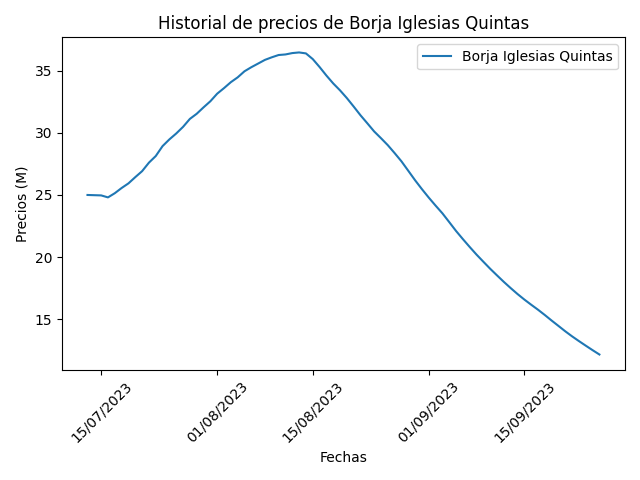 Historial de precios de Borja Iglesias Quintas
Borja Iglesias Quintas
Precios (M)
35
30
25
20
15
15/07/2023
01/08/2023
15/08/2023
01/09/2023
15/09/2023
Fechas